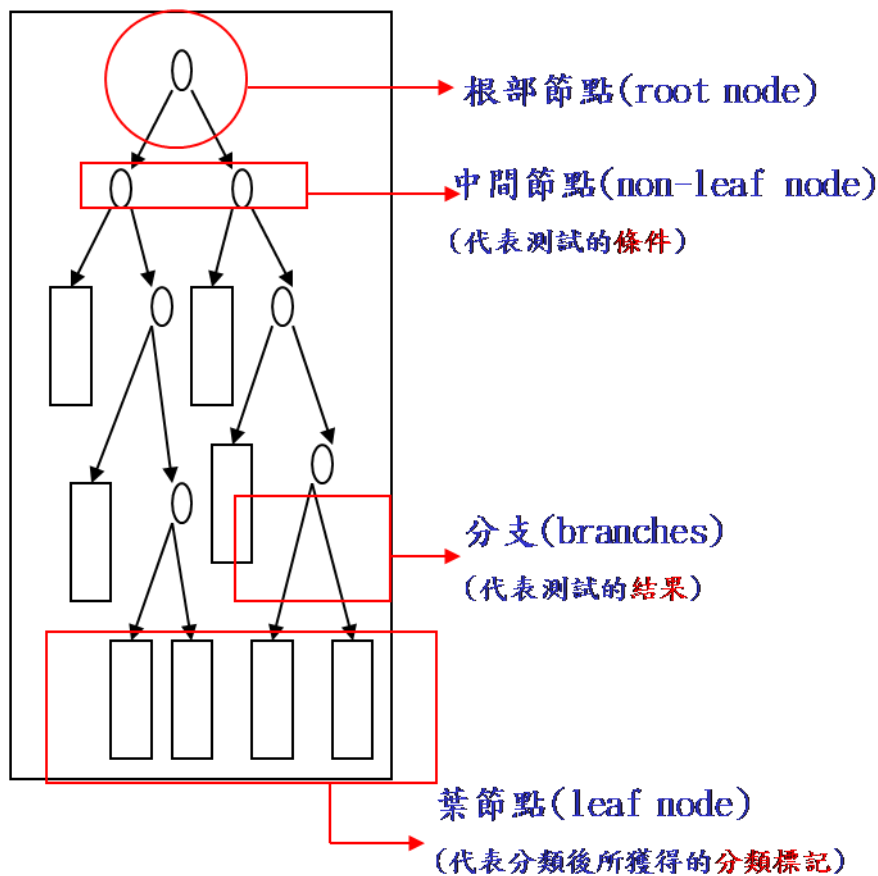 根部節點(root node)
中間節點(non-leaf node)
(代表測試的條件)
分支(branches)
(代表測試的結果)
葉節點(leaf node)
(代表分類後所獲得的分類標記)